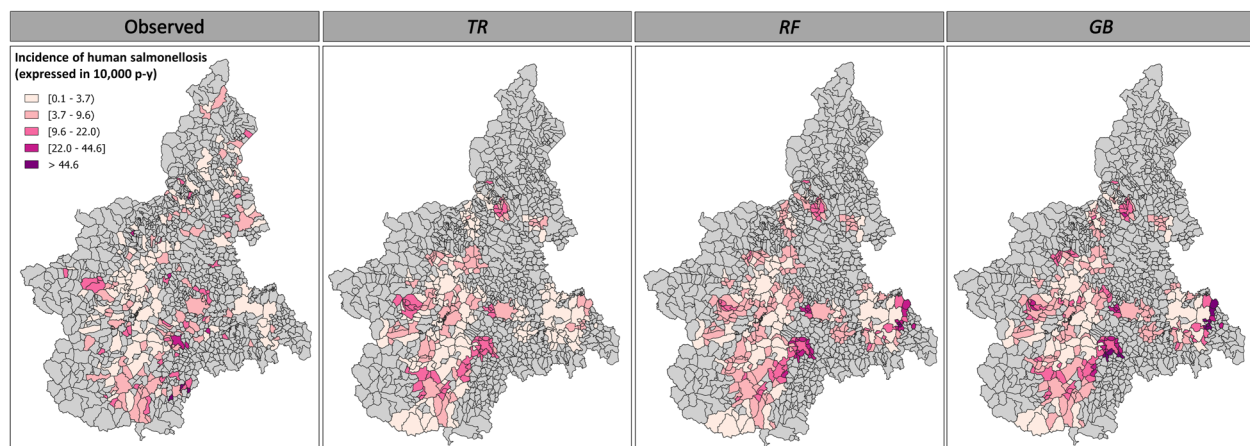 Observed
TR
RF
GB
Incidence of human salmonellosis
(expressed in 10,000 p-y)
[0.1 - 3.7)
[3.7 - 9.6)
[9.6 - 22.0)
[22.0 - 44.6]
> 44.6